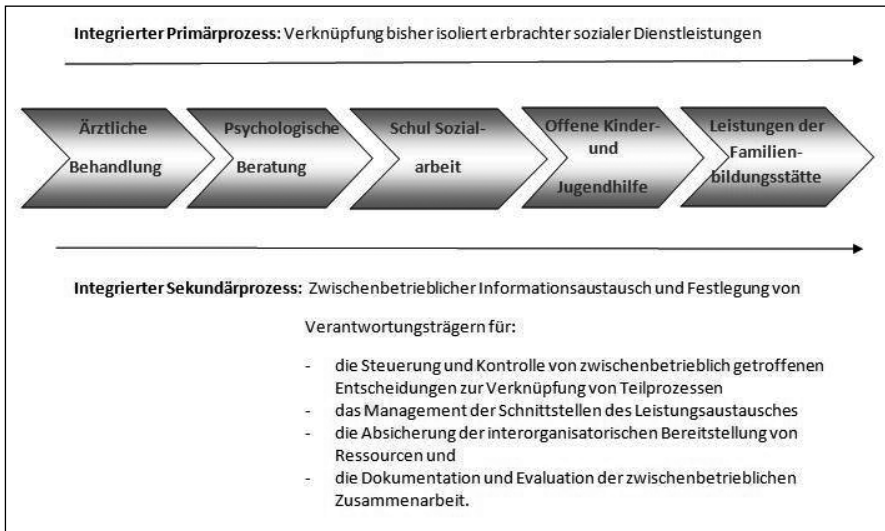 Integrierter Primärprozess: Verknüpfung bisher isoliert erbrachter sozialer Dienstleistungen
Ärztliche
Behandlung
Psychologische
Beratung
Schul Sozial-
arbeit
Offene Kinder-
und
Jugendhilfe
Leistungen der
Familien-
bildungsstätte
Integrierter Sekundärprozess: Zwischenbetrieblicher Informationsaustausch und Festlegung von
Verantwortungsträgern für:
- die Steuerung und Kontrolle von zwischenbetrieblich getroffenen
Entscheidungen zur Verknüpfung von Teilprozessen
- das Management der Schnittstellen des Leistungsaustausches
- die Absicherung der interorganisatorischen Bereitstellung von
Ressourcen und
- die Dokumentation und Evaluation der zwischenbetrieblichen
Zusammenarbeit.